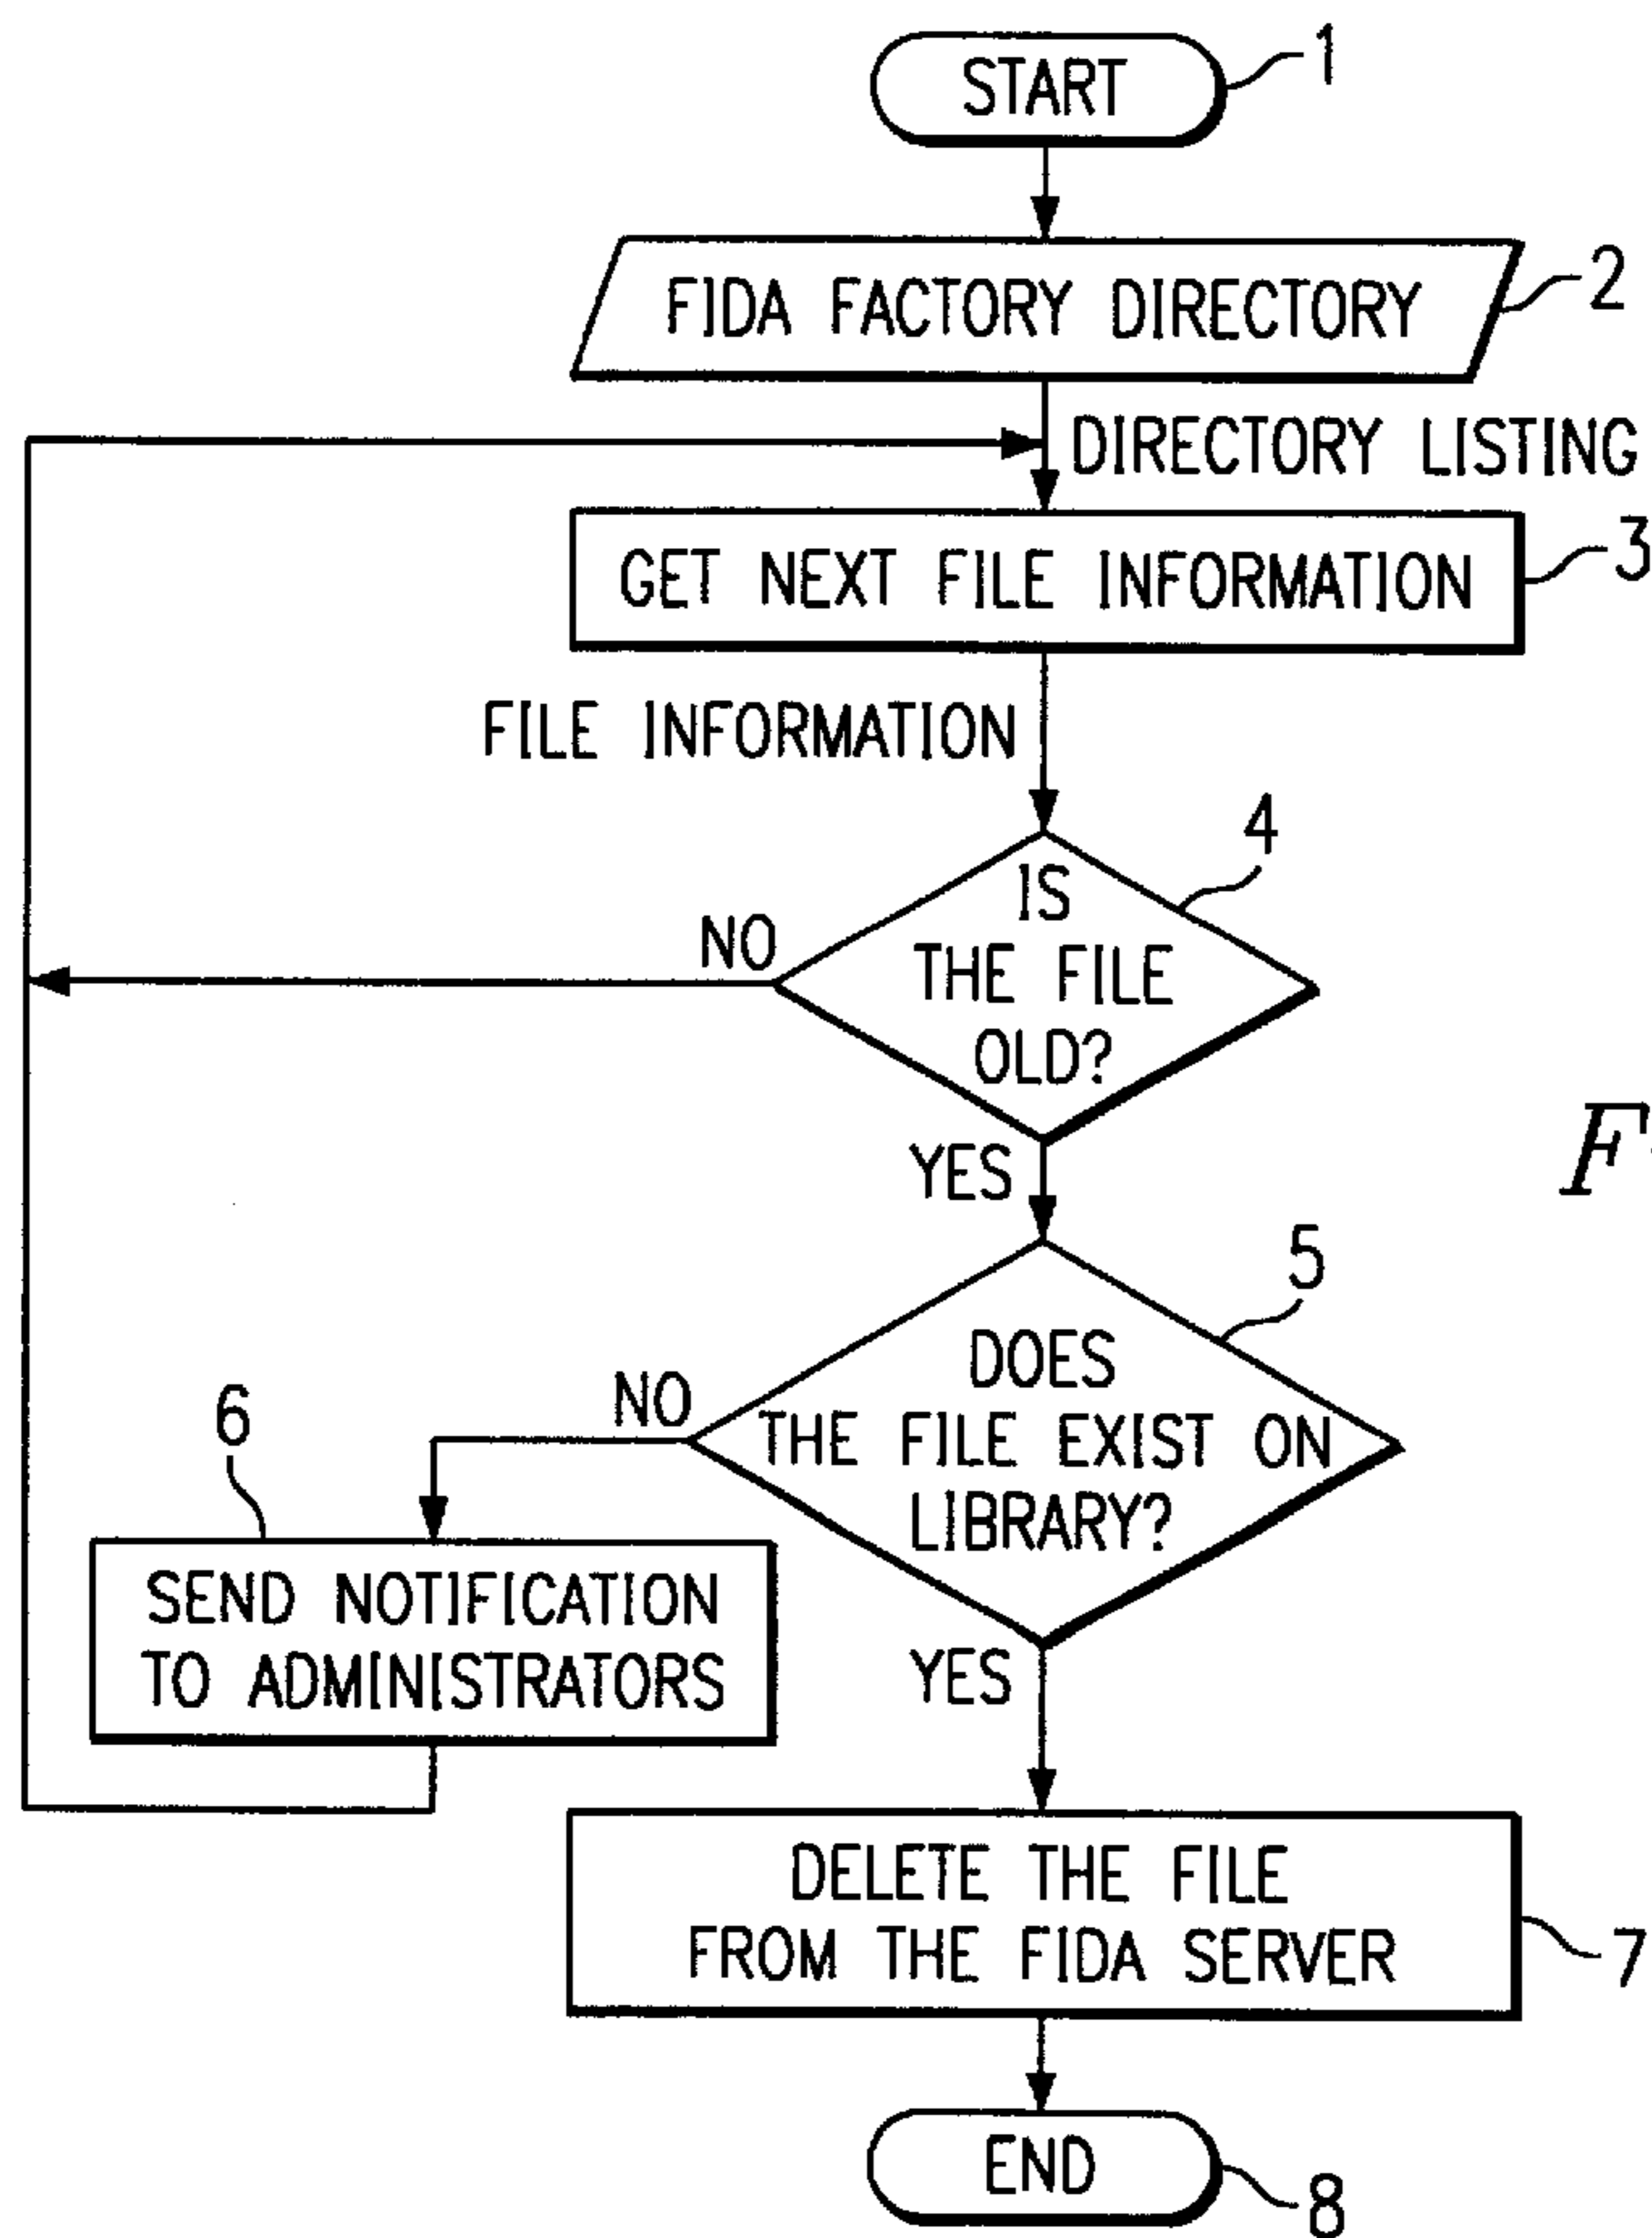 START
1
FIDA FACTORY DIRECTORY
2
DIRECTORY LISTING
GET NEXT FILE INFORMATION
3
FILE INFORMATION
4
IS
THE FILE
OLD?
NO
YES
F
5
DOES
THE FILE EXIST ON
LIBRARY?
NO
6
SEND NOTIFICATION
TO ADMINISTRATORS
YES
DELETE THE FILE
FROM THE FIDA SERVER
7
END
8